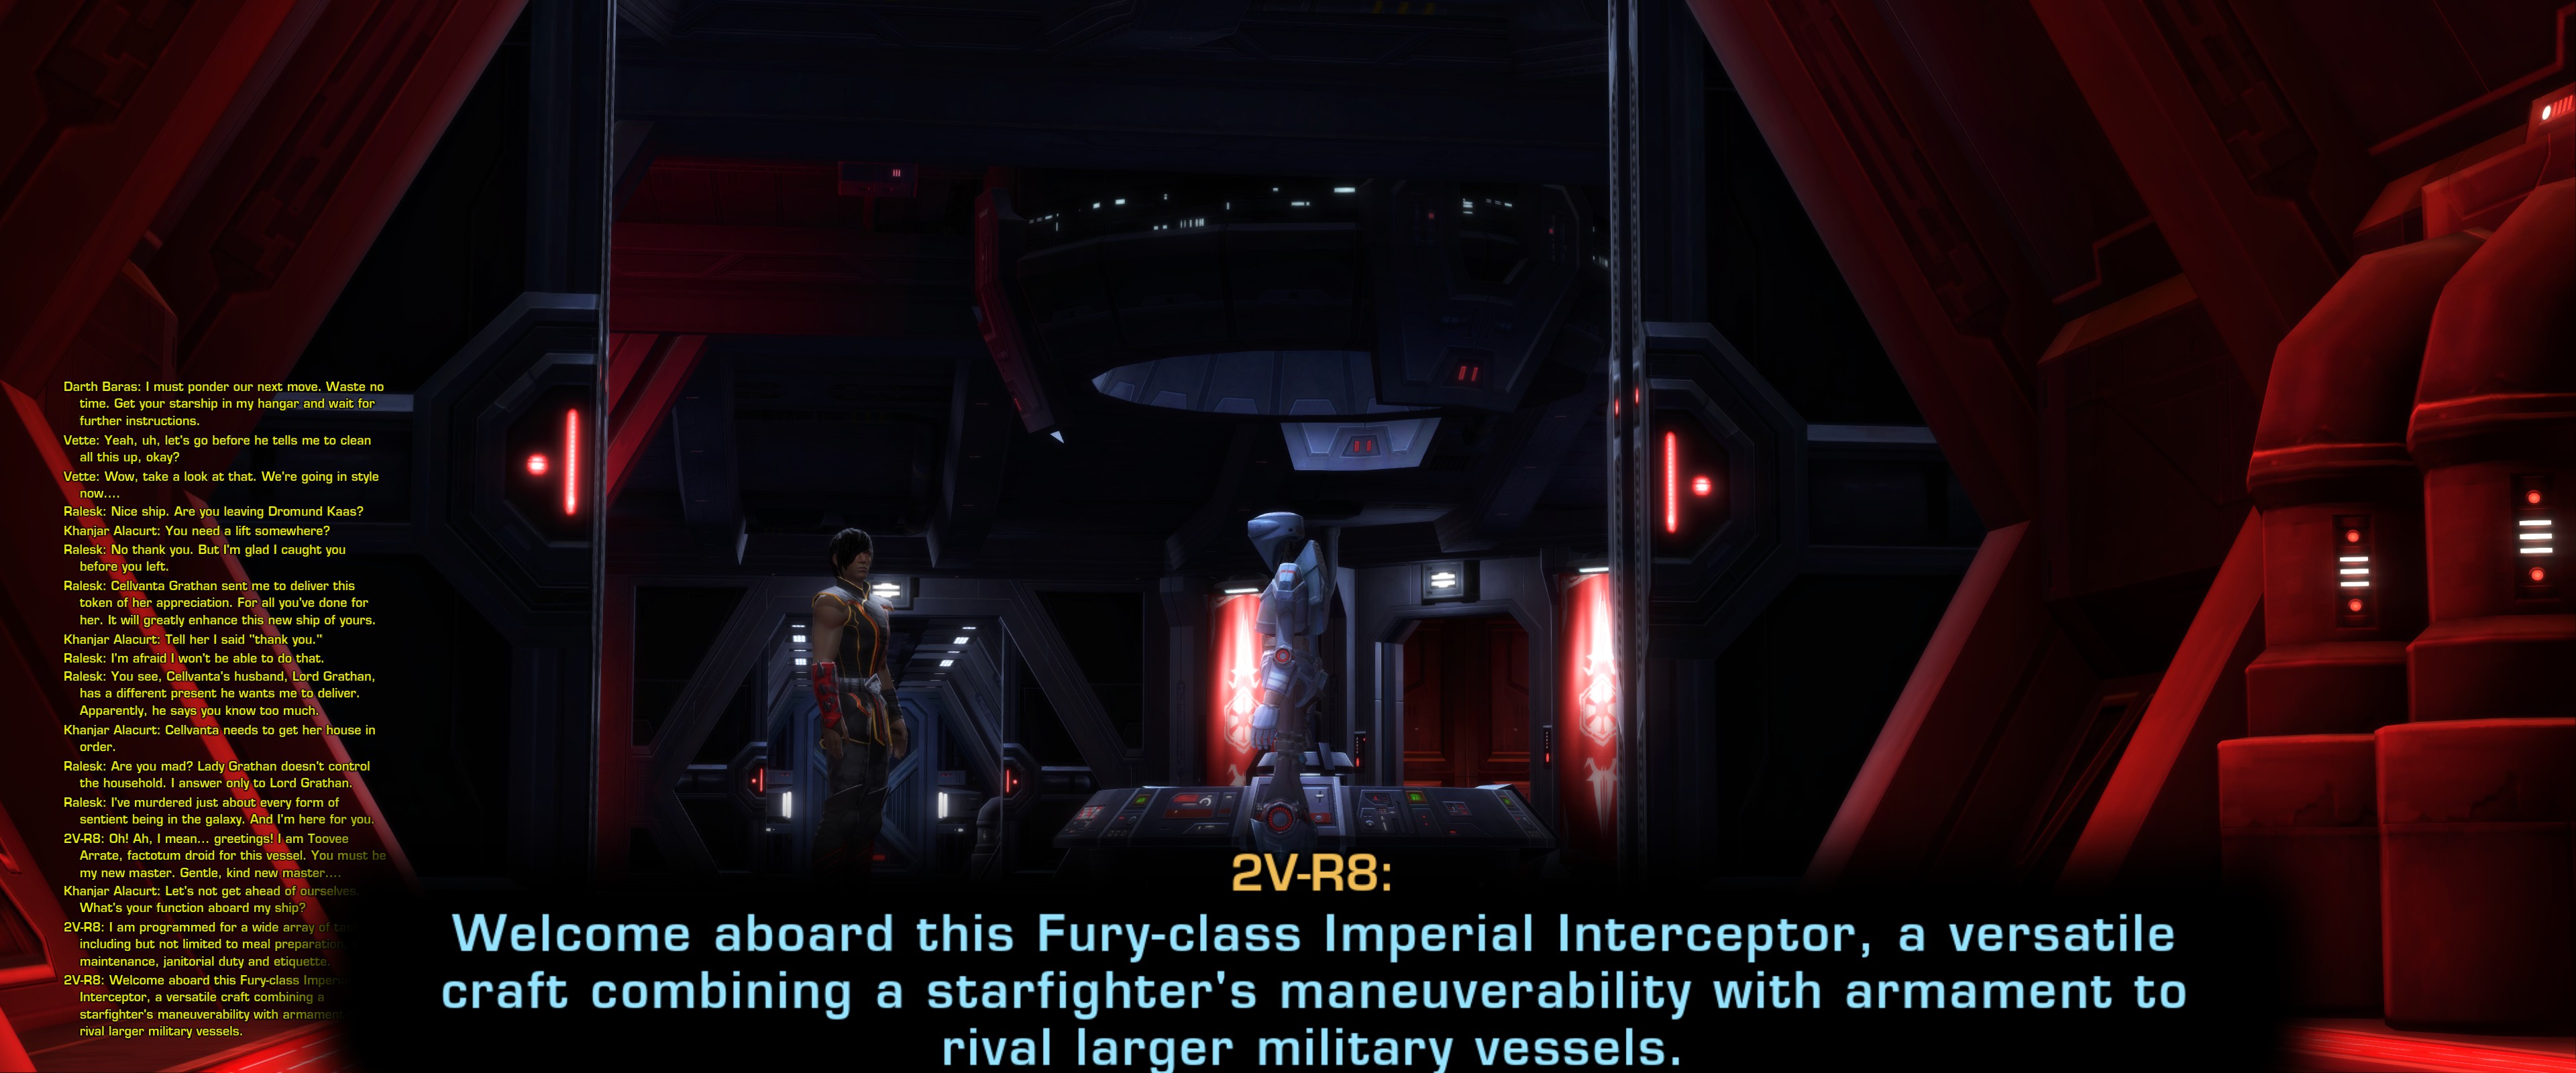 Darth Baras: I must ponder our next move. Waste no
time. Get your starship in my hangar and wait for
further instructions.
Vette: Yeah, uh, let's go before he tells me to clean
all this up, okay?
Vette: Wow, take a look at that. We're going in style
now....
Ralesk: Nice ship. Are you leaving Dromund Kaas?
Khanjar Alacurt: You need a lift somewhere?
Ralesk: No thank you. But I'm glad I caught you
before you left.
Ralesk: Cellvanta Grathan sent me to deliver this
token of her appreciation. For all you've done for
her. It will greatly enhance this new ship of yours.
Khanjar Alacurt: Tell her I said "thank you."
Ralesk: I'm afraid I won't be able to do that.
Ralesk: You see, Cellvanta's husband, Lord Grathan,
has a different present he wants me to deliver.
Apparently, he says you know too much.
Khanjar Alacurt: Cellvanta needs to get her house in
order.
Ralesk: Are you mad? Lady Grathan doesn't control
the household. I answer only to Lord Grathan.
Ralesk: I've murdered just about every form of
sentient being in the galaxy. And I'm here for you.
2V-R8: Oh! Ah, I mean... greetings! I am Toovee
Arrate, factotum droid for this vessel. You must be
my new master. Gentle, kind new master....
Khanjar Alacurt: Let's not get ahead of ourselves.
What's your function aboard my ship?
2V-R8: I am programmed for a wide array of
including but not limited to meal preparation,
maintenance, janitorial duty and etiquette.
2V-R8: Welcome aboard this Fury-class Imperial
Interceptor, a versatile craft combining a
starfighter's maneuverability with armament
rival larger military vessels.
2V-R8:
Welcome aboard this Fury-class Imperial Interceptor, a versatile
craft combining a starfighter's maneuverability with armament to
rival larger military vessels.